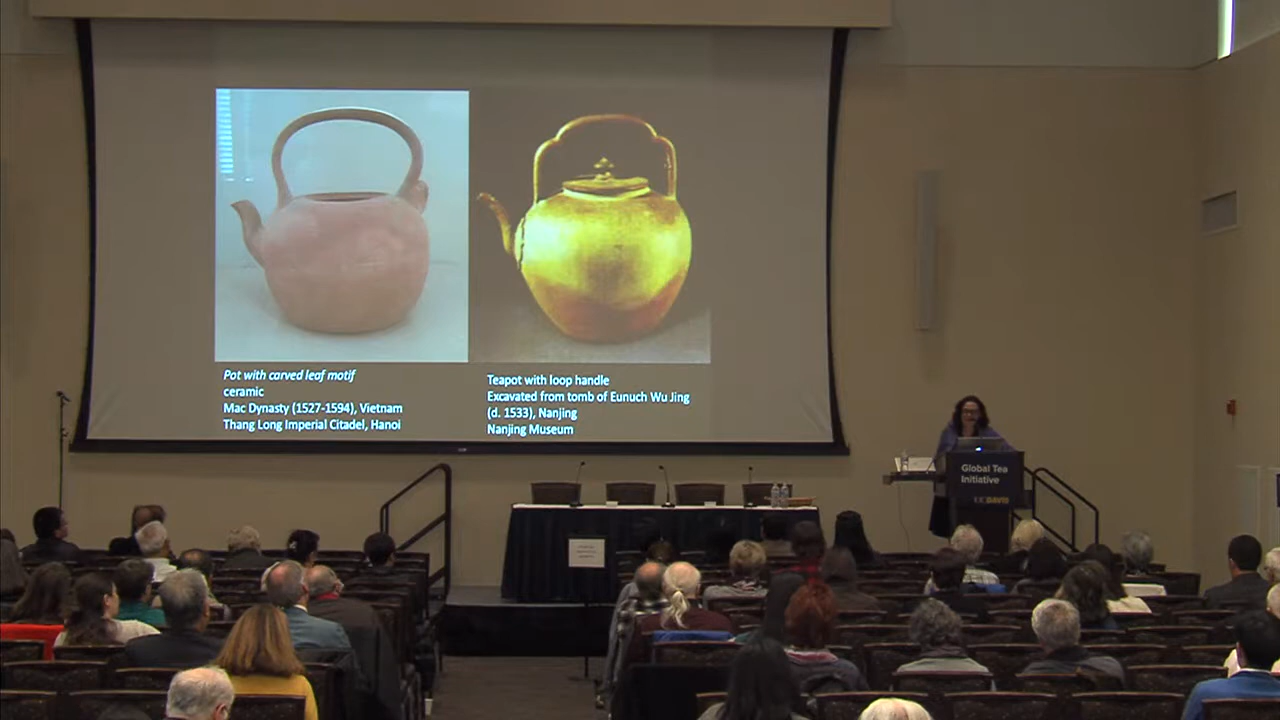 Pot with carved leaf motif
ceramic
Mac Dynasty (1527-1594), Vietnam
Thang Long Imperial Citadel, Hanoi
Teapot with loop handle
Excavated from tomb of Eunuch Wu Jing
(d. 1533), Nanjing
Nanjing Museum
Global Tea
Initiative
UCDAVIS